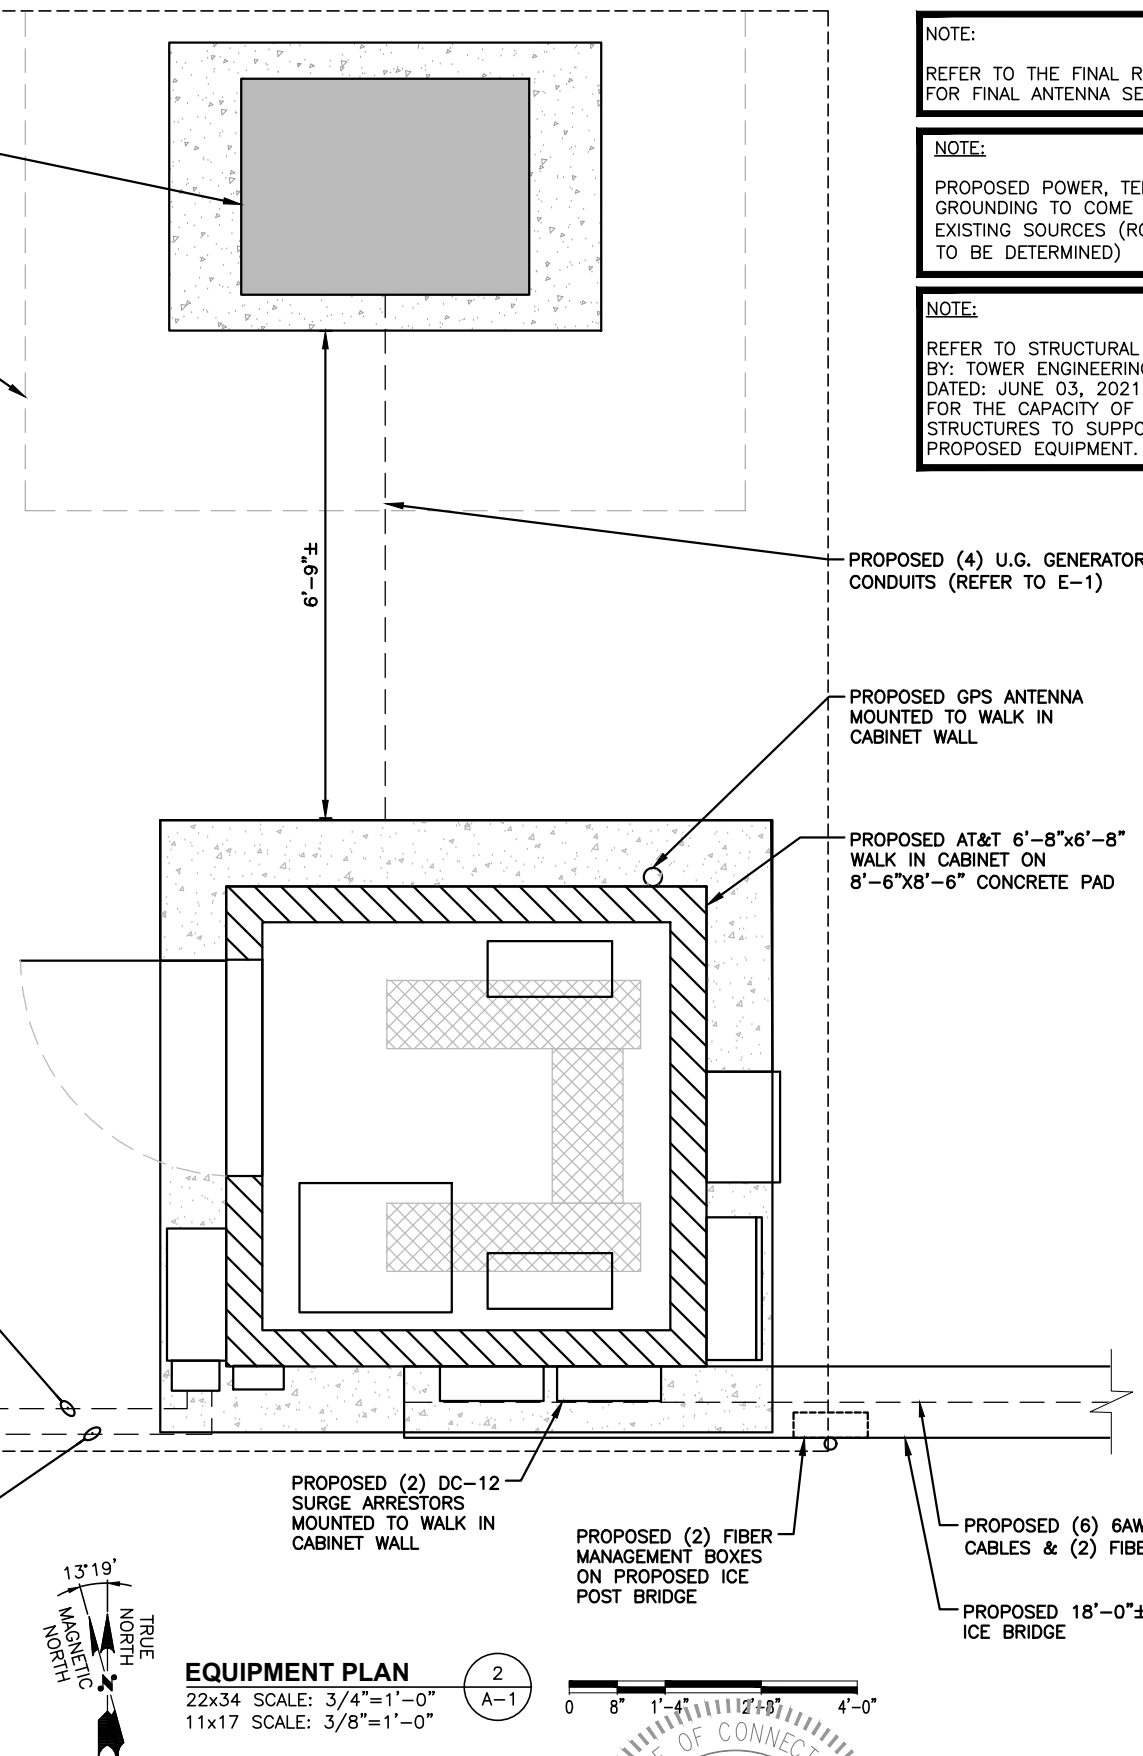 NOTE:
REFER TO THE FINAL R
FOR FINAL ANTENNA SE
NOTE:
PROPOSED POWER, TE
GROUNDING TO COME
EXISTING SOURCES (RO
TO BE DETERMINED)
NOTE:
REFER TO STRUCTURAL
BY: TOWER ENGINEERING
DATED: JUNE 03, 2021
FOR THE CAPACITY OF
STRUCTURES TO SUPPO
PROPOSED EQUIPMENT.
6'-9"±
PROPOSED (4) U.G. GENERATOR
CONDUITS (REFER TO E-1)
PROPOSED GPS ANTENNA
MOUNTED TO WALK IN
CABINET WALL
PROPOSED AT&T 6'-8"x6'-8"
WALK IN CABINET ON
8'-6"X8'-6" CONCRETE PAD
PROPOSED (2) DC-12
SURGE ARRESTORS
MOUNTED TO WALK IN
CABINET WALL
PROPOSED (2) FIBER
MANAGEMENT BOXES
ON PROPOSED ICE
POST BRIDGE
PROPOSED (6) 6AW
CABLES & (2) FIBE
PROPOSED 18'-0"±
ICE BRIDGE
13°19'
TRUE
NORTH
MAGNETIC
NORTH
N
EQUIPMENT PLAN
22x34 SCALE: 3/4"=1'-0"
11x17 SCALE: 3/8"=1'-0"
2
A-1
0 8" 1'-4" 2'-8" 4'-0"
E OF CONNECT